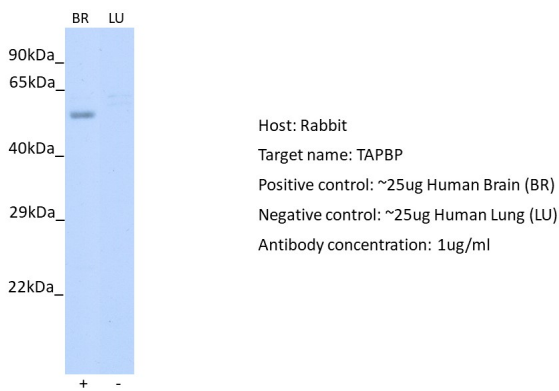 BR LU
90kDa_
65kDa_
40kDa_
29kDa_
22kDa_
+ -
Host: Rabbit
Target name: TAPBP
Positive control: ~25ug Human Brain (BR)
Negative control: ~25ug Human Lung (LU)
Antibody concentration: 1ug/ml